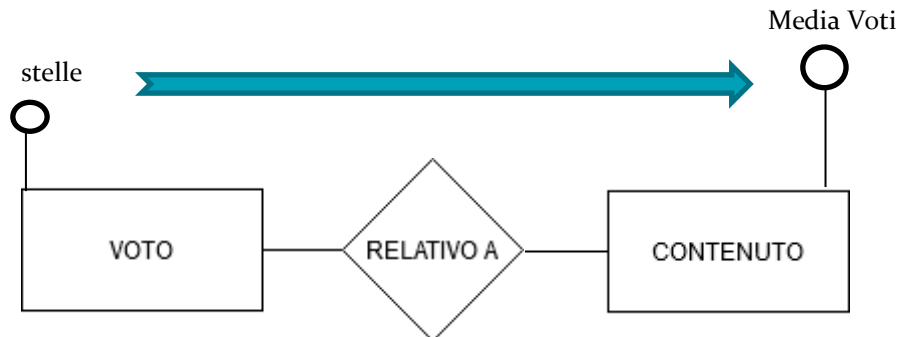 Media Voti
stelle
VOTO
RELATIVO A
CONTENUTO